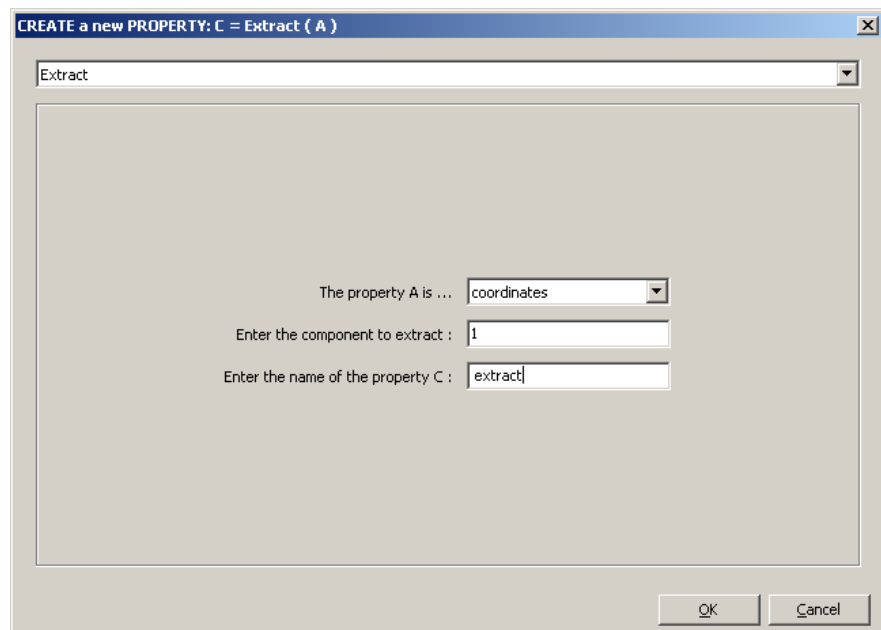 CREATE a new PROPERTY: C = Extract ( A )
Extract
The property A is ... coordinates
Enter the component to extract : 1
Enter the name of the property C : extract
OK Cancel